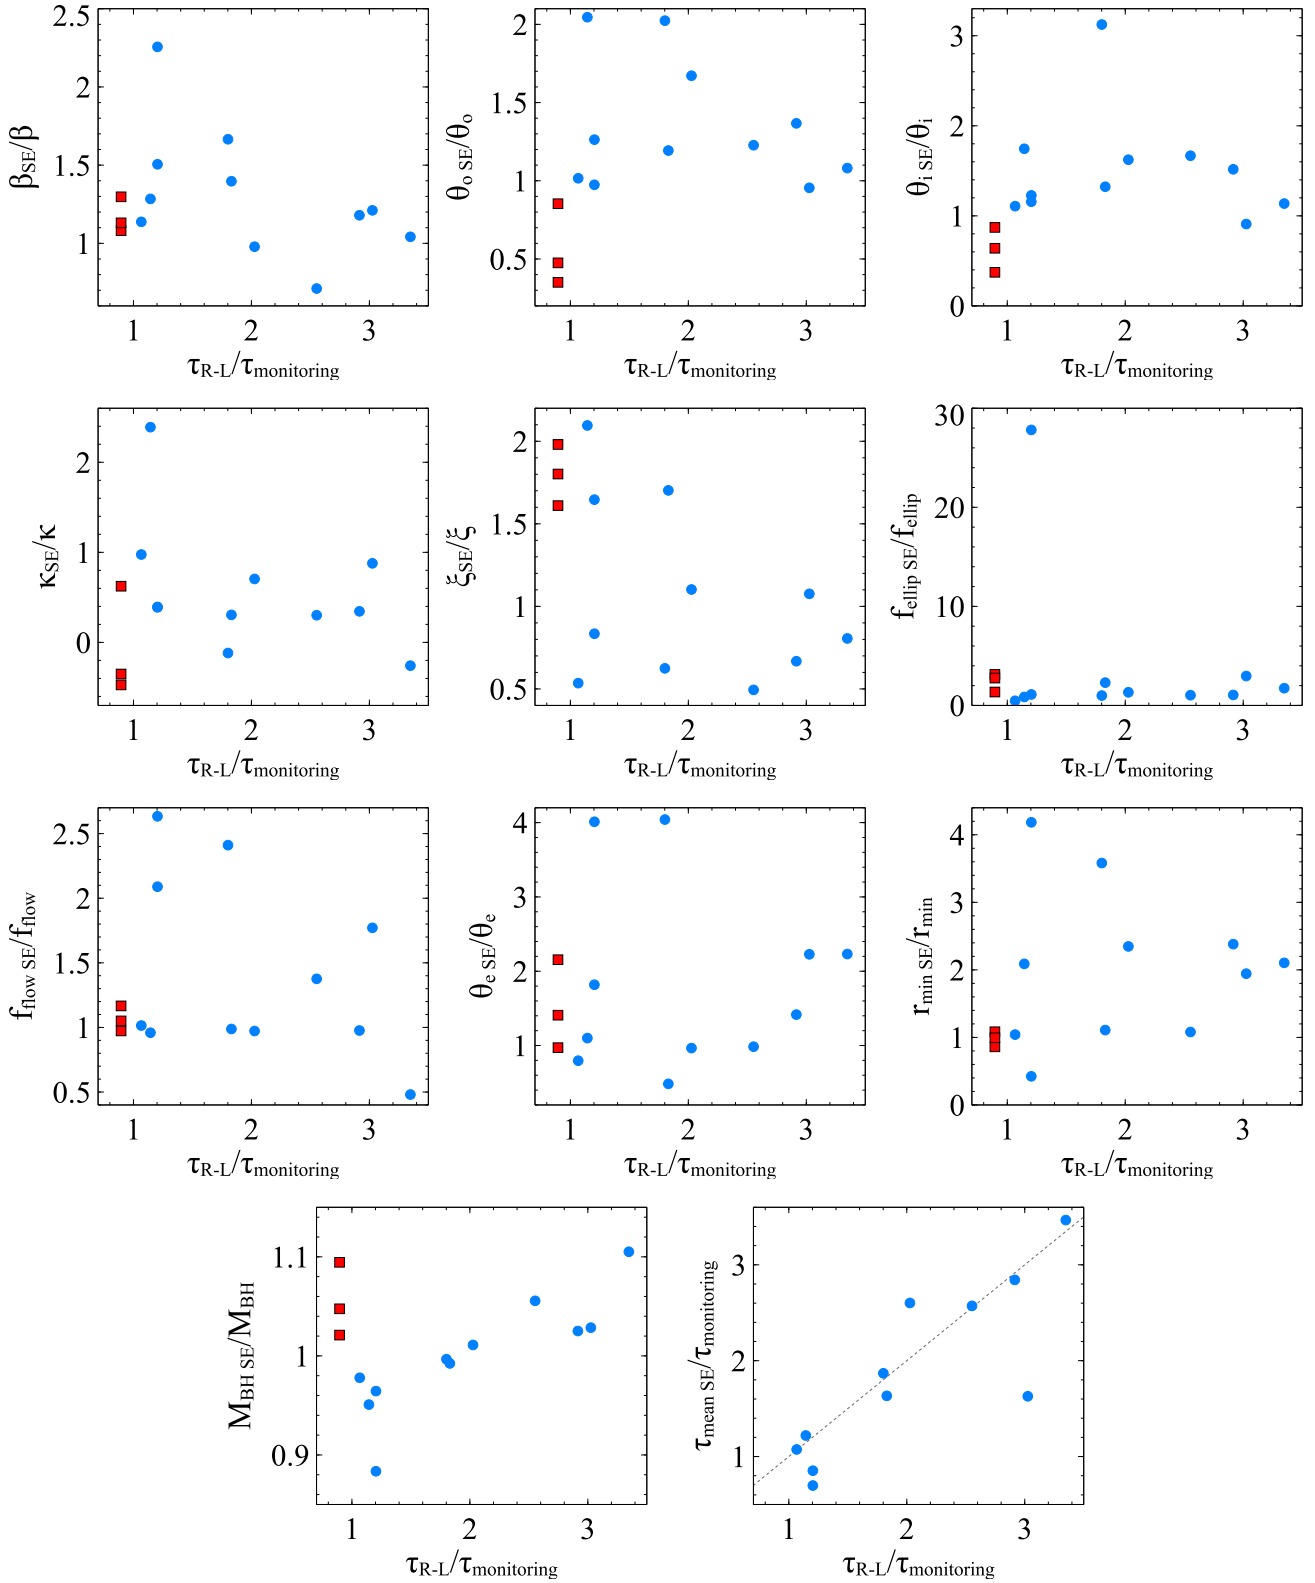 2.5
2
1.5
1
β_SE/β
1 2 3
τ_R-L/τ_monitoring
2
1.5
1
0.5
θ_o SE/θ_o
1 2 3
τ_R-L/τ_monitoring
3
2
1
0
θ_i SE/θ_i
1 2 3
τ_R-L/τ_monitoring
2
1
0
κ_SE/κ
1 2 3
τ_R-L/τ_monitoring
2
1.5
1
0.5
ξ_SE/ξ
1 2 3
τ_R-L/τ_monitoring
30
20
10
0
f_ellip SE/f_ellip
1 2 3
τ_R-L/τ_monitoring
2.5
2
1.5
1
0.5
f_flow SE/f_flow
1 2 3
τ_R-L/τ_monitoring
4
3
2
1
θ_e SE/θ_e
1 2 3
τ_R-L/τ_monitoring
4
3
2
1
0
r_min SE/r_min
1 2 3
τ_R-L/τ_monitoring
1.1
1
0.9
M_BH SE/M_BH
1 2 3
τ_R-L/τ_monitoring
3
2
1
τ_mean SE/τ_monitoring
1 2 3
τ_R-L/τ_monitoring